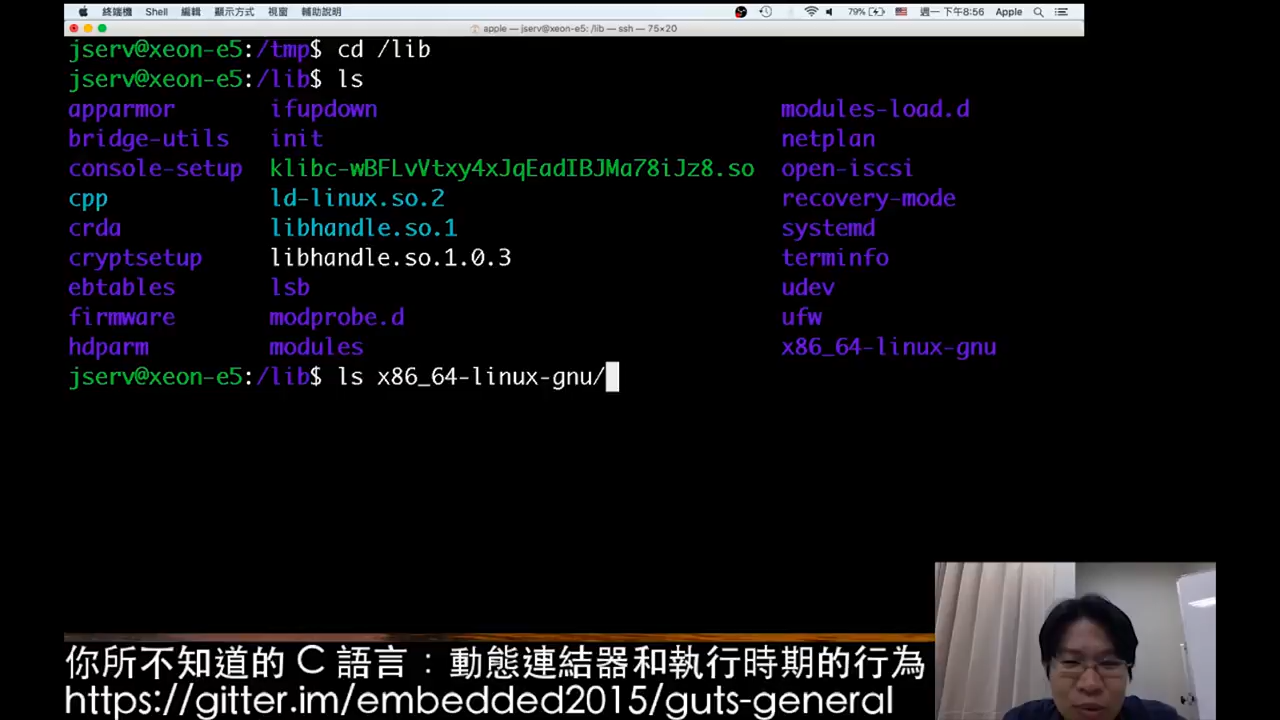 終端機 Shell 編輯 顯示方式 視窗 輔助說明 79% 週一 下午8:56 Apple
apple — jserv@xeon-e5: /lib — ssh — 75×20
jserv@xeon-e5:/tmp$ cd /lib
jserv@xeon-e5:/lib$ ls
apparmor ifupdown modules-load.d
bridge-utils init netplan
console-setup klibc-wBFLvVtxy4xJqEadIBJMa78iJz8.so open-iscsi
cpp ld-linux.so.2 recovery-mode
crda libhandle.so.1 systemd
cryptsetup libhandle.so.1.0.3 terminfo
ebtables lsb udev
firmware modprobe.d ufw
hdparm modules x86_64-linux-gnu
jserv@xeon-e5:/lib$ ls x86_64-linux-gnu/
你所不知道的 C 語言：動態連結器和執行時期的行為
https://gitter.im/embedded2015/guts-general